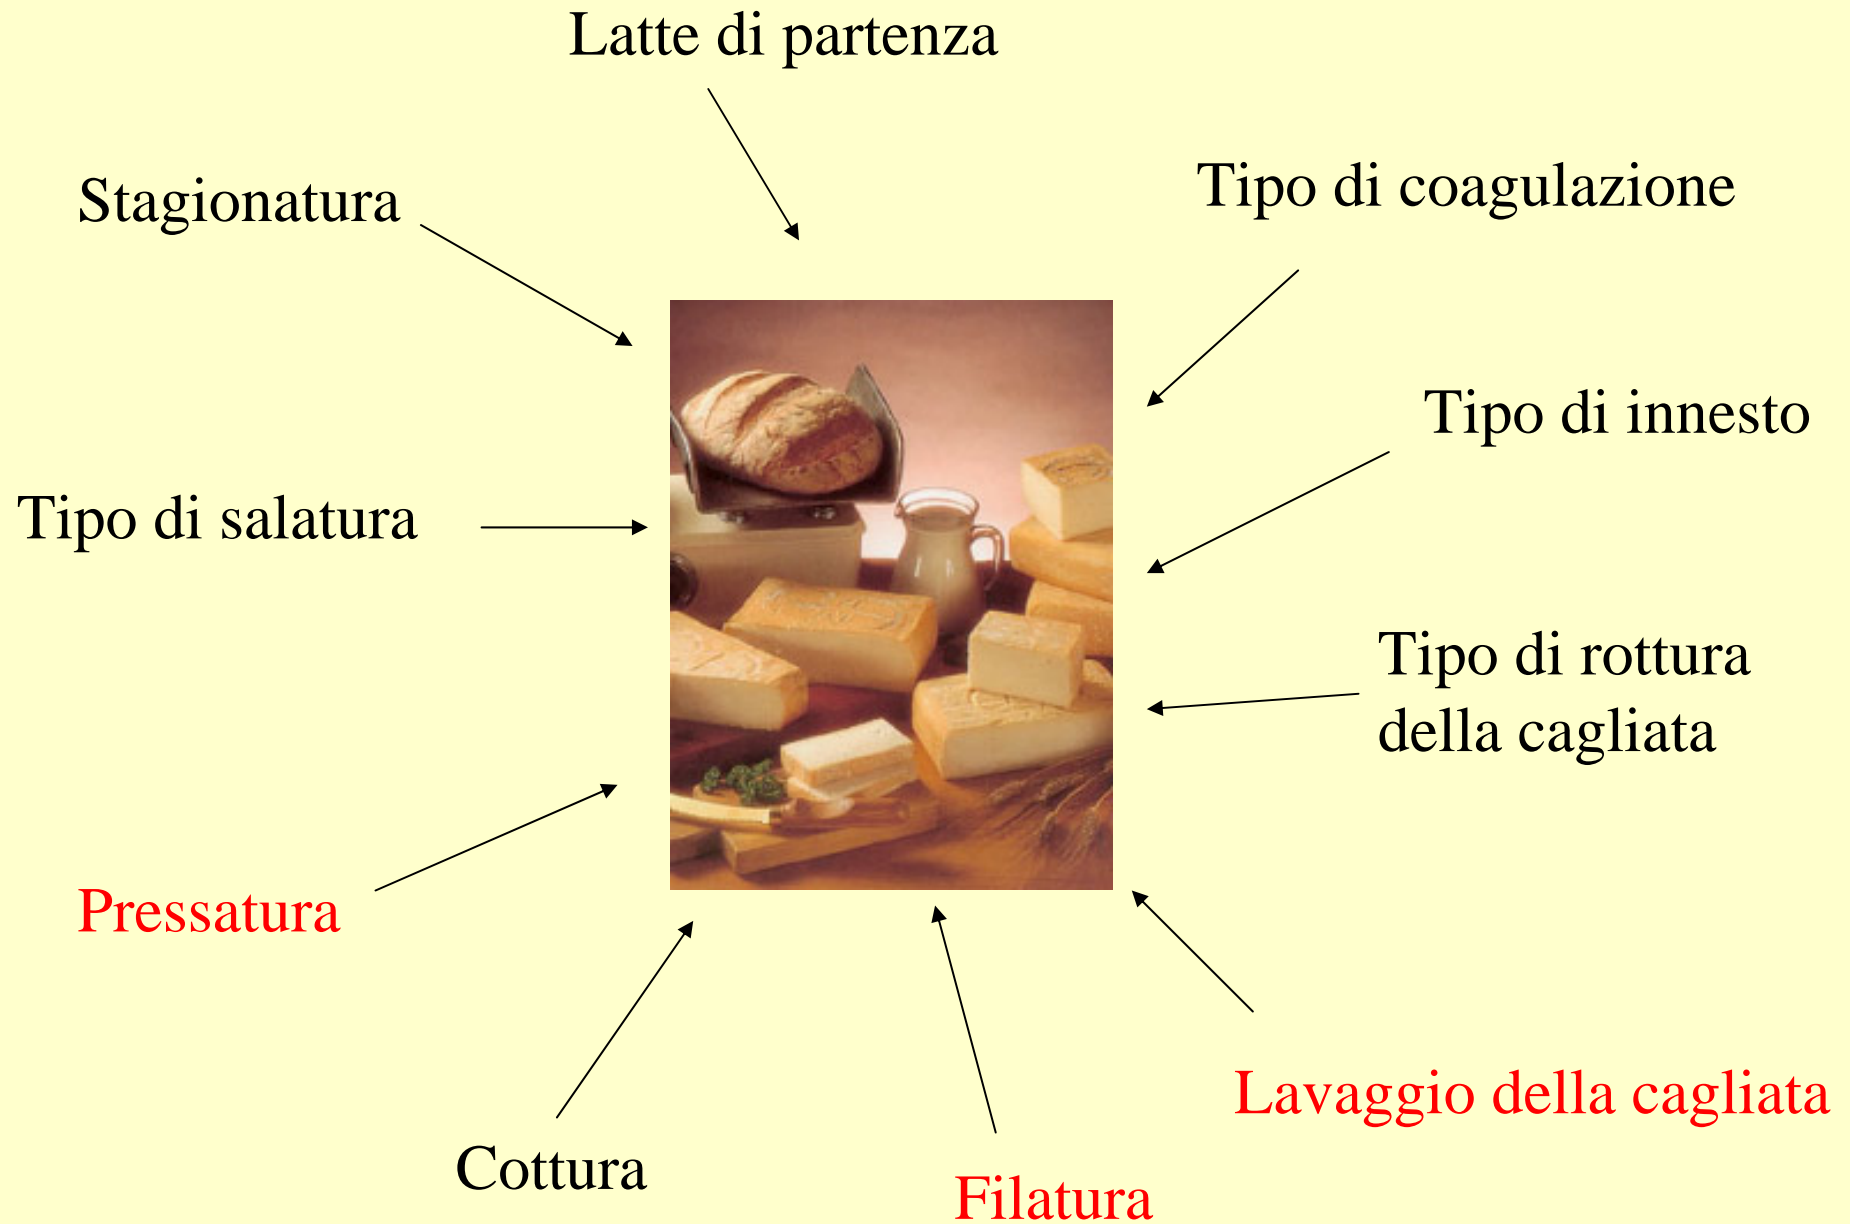 Latte di partenza
Tipo di coagulazione
Stagionatura
Tipo di innesto
Tipo di salatura
Tipo di rottura
della cagliata
Pressatura
Lavaggio della cagliata
Cottura
Filatura